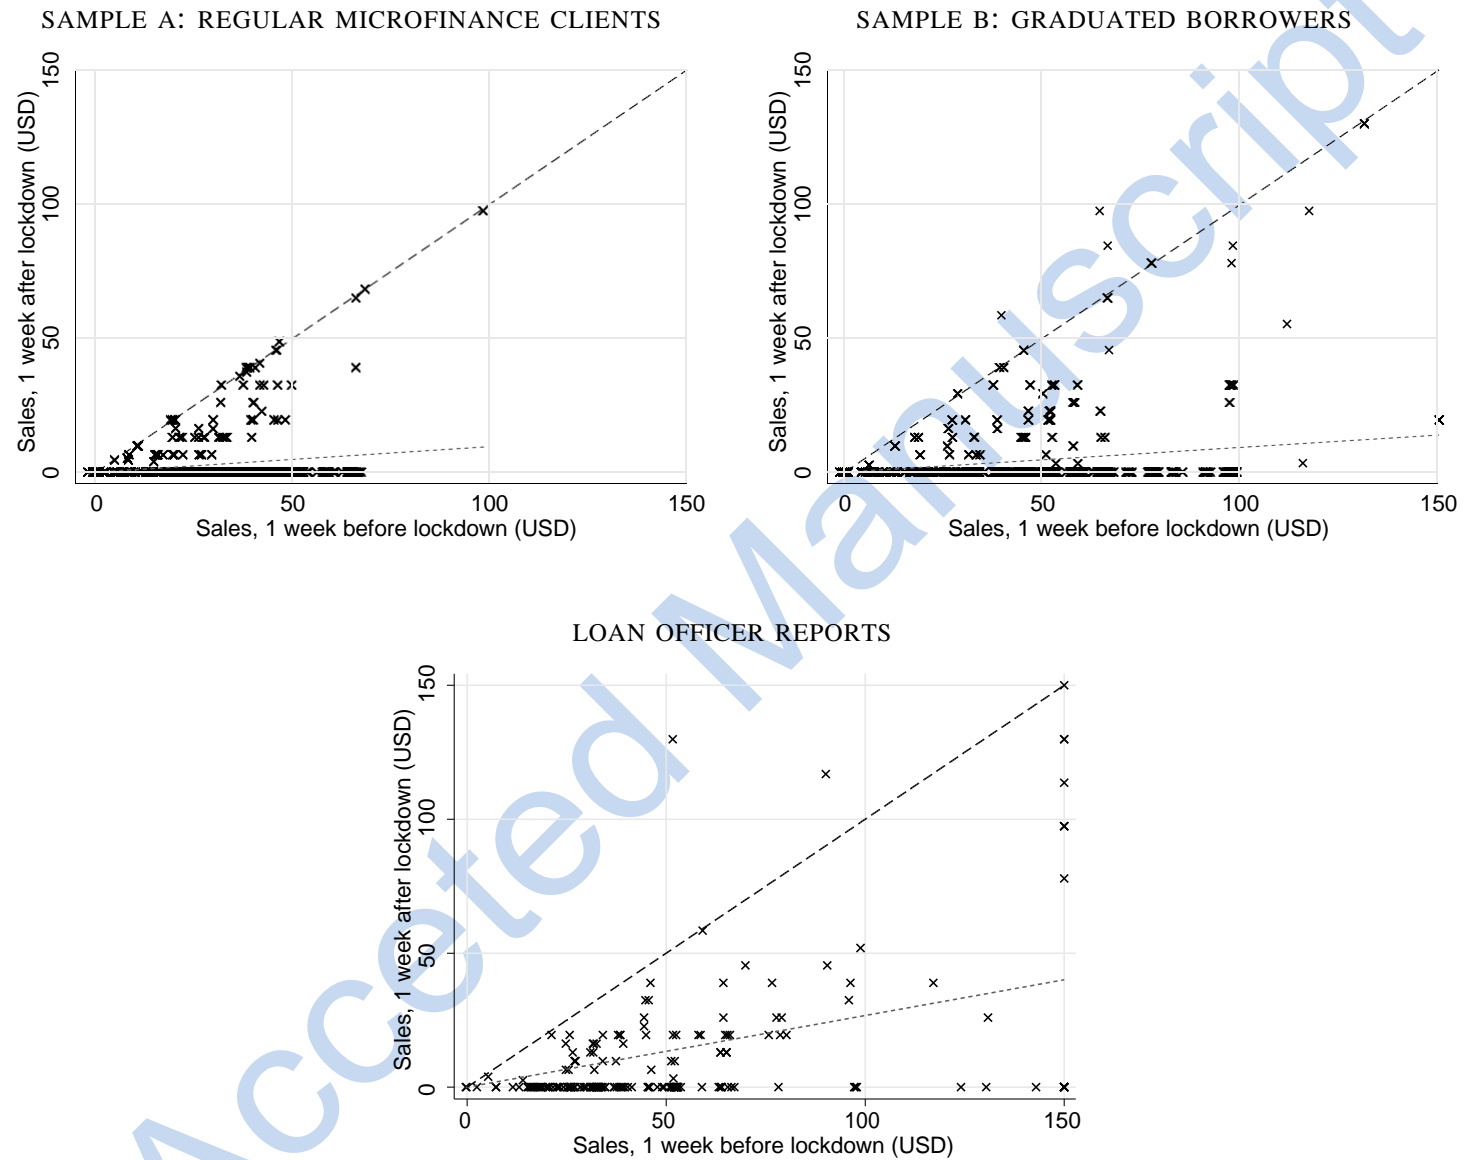 SAMPLE A: REGULAR MICROFINANCE CLIENTS
Sales, 1 week after lockdown (USD)
150
100
50
0
0 50 100 150
Sales, 1 week before lockdown (USD)
SAMPLE B: GRADUATED BORROWERS
Sales, 1 week after lockdown (USD)
150
100
50
0
0 50 100 150
Sales, 1 week before lockdown (USD)
LOAN OFFICER REPORTS
Sales, 1 week after lockdown (USD)
150
100
50
0
0 50 100 150
Sales, 1 week before lockdown (USD)
Acceted Manuscript